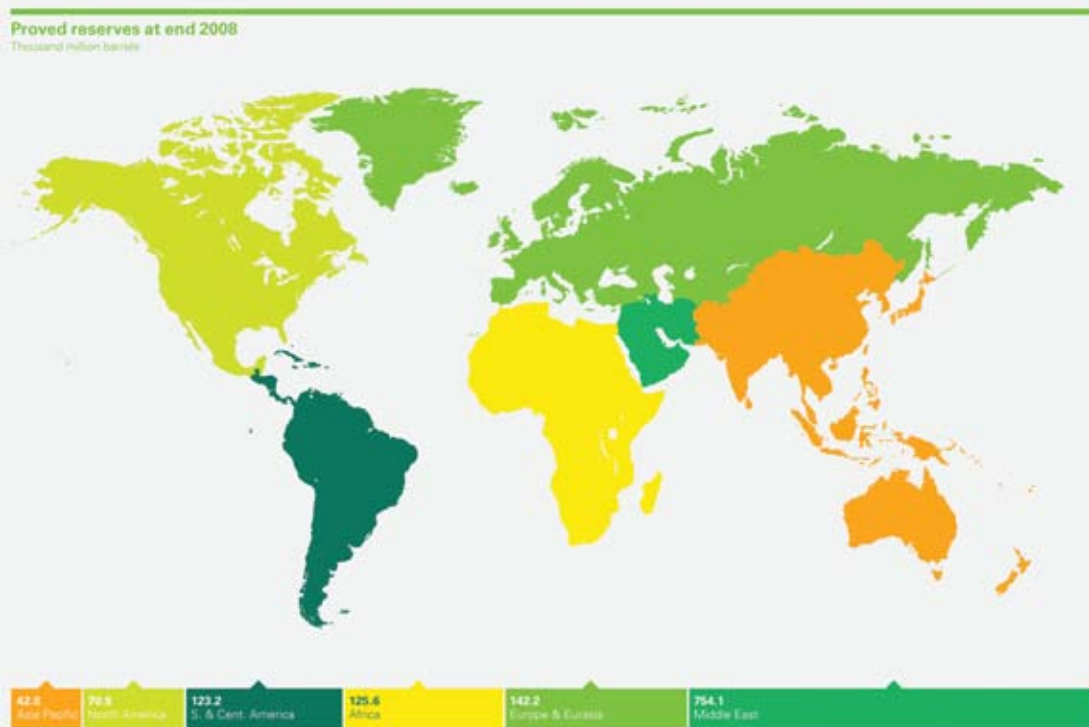 Proved reserves at end 2008
Thousand million barrels
42.0
Asia Pacific
70.9
North America
123.2
S. & Cent. America
125.6
Africa
142.2
Europe & Eurasia
754.1
Middle East